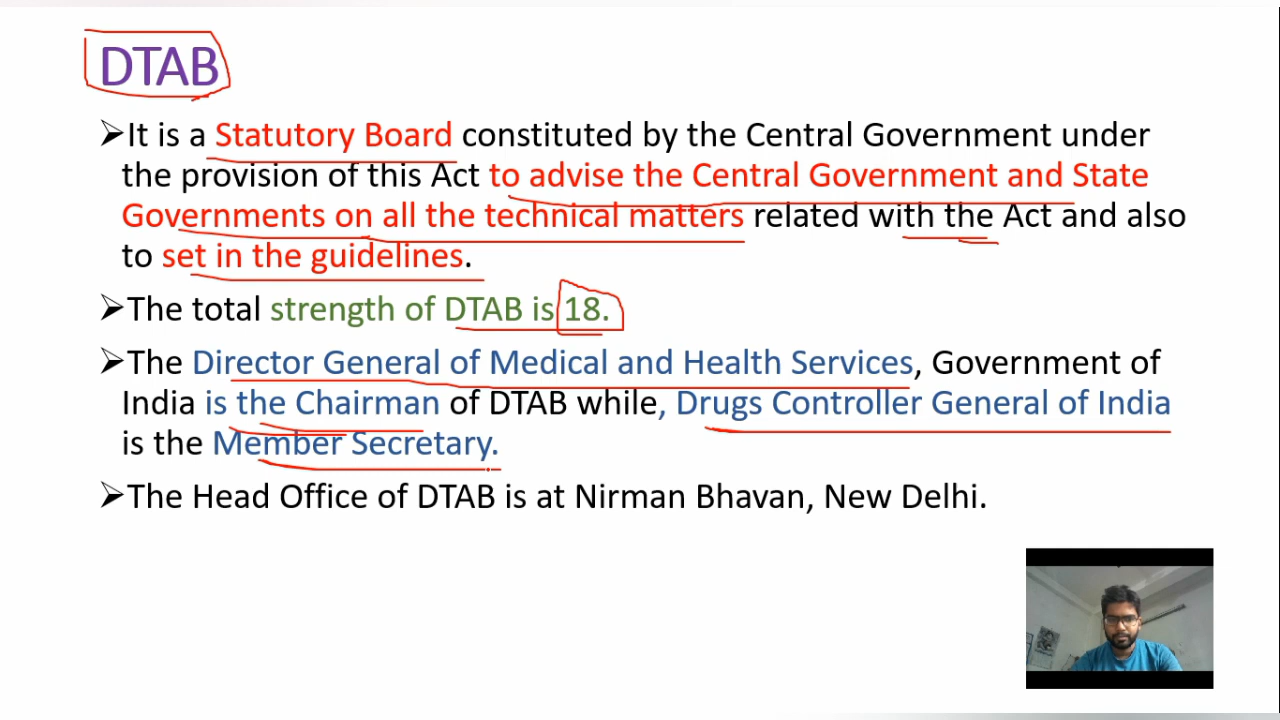 DTAB
➢It is a Statutory Board constituted by the Central Government under
the provision of this Act to advise the Central Government and State
Governments on all the technical matters related with the Act and also
to set in the guidelines.
➢The total strength of DTAB is 18.
➢The Director General of Medical and Health Services, Government of
India is the Chairman of DTAB while, Drugs Controller General of India
is the Member Secretary.
➢The Head Office of DTAB is at Nirman Bhavan, New Delhi.